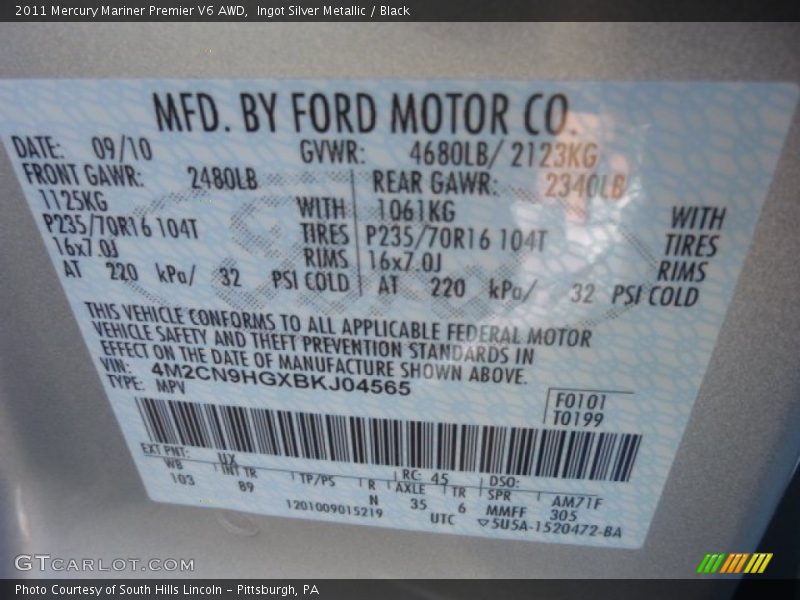 2011 Mercury Mariner Premier V6 AWD,  Ingot Silver Metallic / Black
MFD. BY FORD MOTOR CO.
DATE: 09/10 GVWR: 4680LB/ 2123KG
FRONT GAWR: 2480LB REAR GAWR: 2340LB
1125KG WITH 1061KG WITH
P235/70R16 104T TIRES P235/70R16 104T TIRES
16x7.0J RIMS 16x7.0J RIMS
AT 220 kPa/ 32 PSI COLD AT 220 kPa/ 32 PSI COLD
THIS VEHICLE CONFORMS TO ALL APPLICABLE FEDERAL MOTOR
VEHICLE SAFETY AND THEFT PREVENTION STANDARDS IN
EFFECT ON THE DATE OF MANUFACTURE SHOWN ABOVE.
VIN: 4M2CN9HGXBKJ04565
TYPE: MPV
F0101
T0199
EXT PNT: UX RC: 45 DSO:
WB INT TR TP/PS R AXLE TR SPR AM71F
103 89 N 35 6 MMFF 305
1201009015219 UTC ▽5U5A-1520472-BA
GTCARLOT.COM
Photo Courtesy of South Hills Lincoln - Pittsburgh, PA